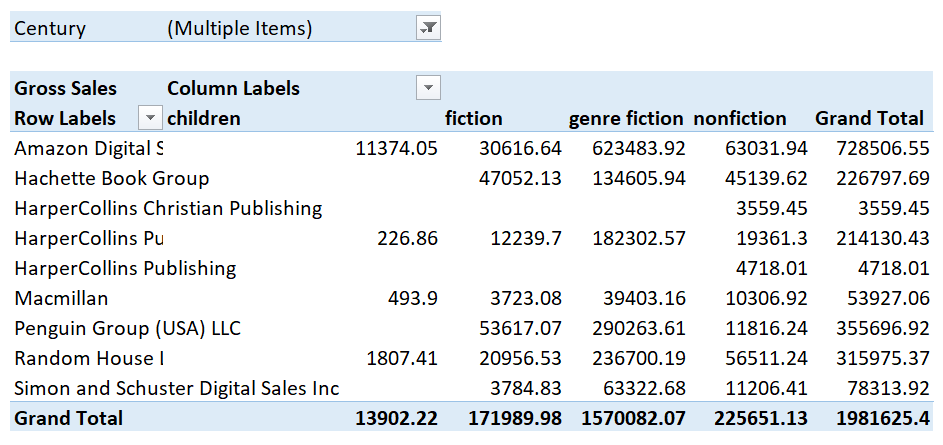 Century (Multiple Items)
Gross Sales Column Labels
Row Labels children fiction genre fiction nonfiction Grand Total
Amazon Digital S 11374.05 30616.64 623483.92 63031.94 728506.55
Hachette Book Group 47052.13 134605.94 45139.62 226797.69
HarperCollins Christian Publishing 3559.45 3559.45
HarperCollins Pu 226.86 12239.7 182302.57 19361.3 214130.43
HarperCollins Publishing 4718.01 4718.01
Macmillan 493.9 3723.08 39403.16 10306.92 53927.06
Penguin Group (USA) LLC 53617.07 290263.61 11816.24 355696.92
Random House I 1807.41 20956.53 236700.19 56511.24 315975.37
Simon and Schuster Digital Sales Inc 3784.83 63322.68 11206.41 78313.92
Grand Total 13902.22 171989.98 1570082.07 225651.13 1981625.4